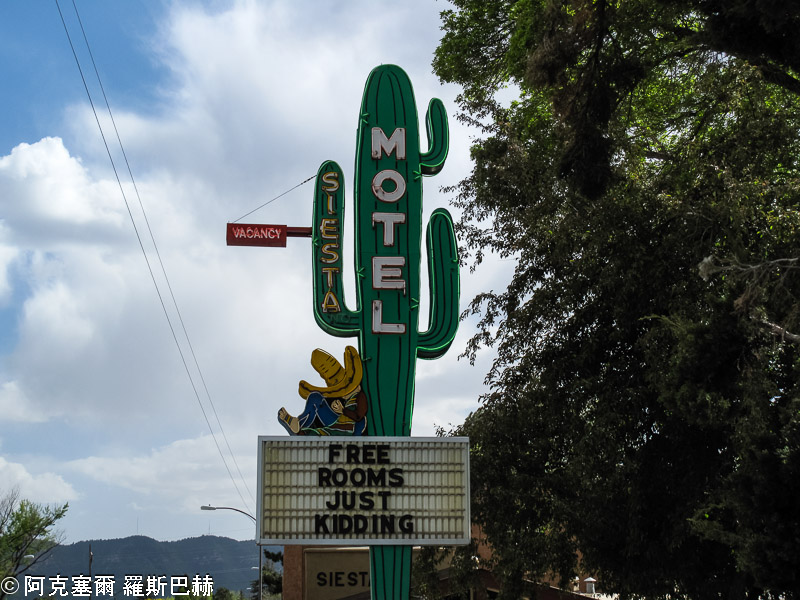 MOTEL
SIESTA
VACANCY
FREE
ROOMS
JUST
KIDDING
SIESTA
© 阿克塞爾 羅斯巴赫